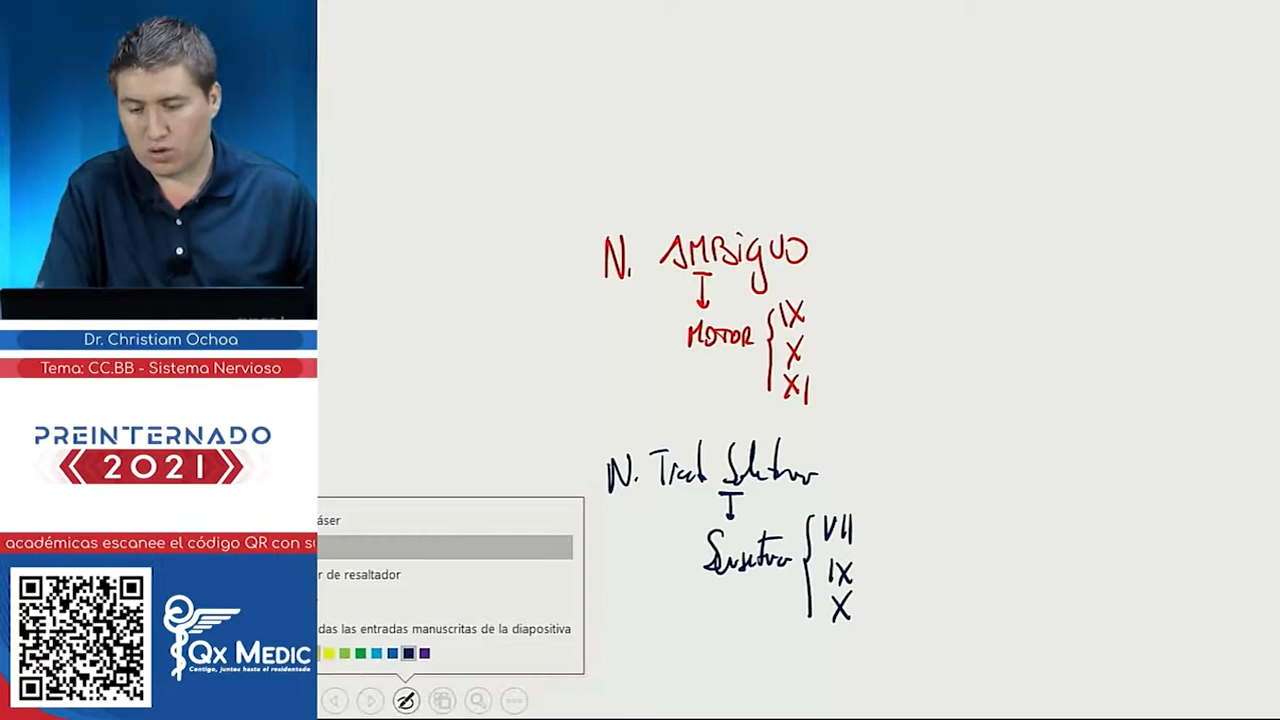 Dr. Christiam Ochoa
Tema: CC.BB - Sistema Nervioso
PREINTERNADO
2021
académicas escanee el código QR con su
QX MEDIC
Contigo, juntos hasta el residentado
N. AMBiguo
MOTOR
IX
X
XI
N. Tract Solitario
Sensitivo
VII
IX
X
áser
r de resaltador
das las entradas manuscritas de la diapositiva